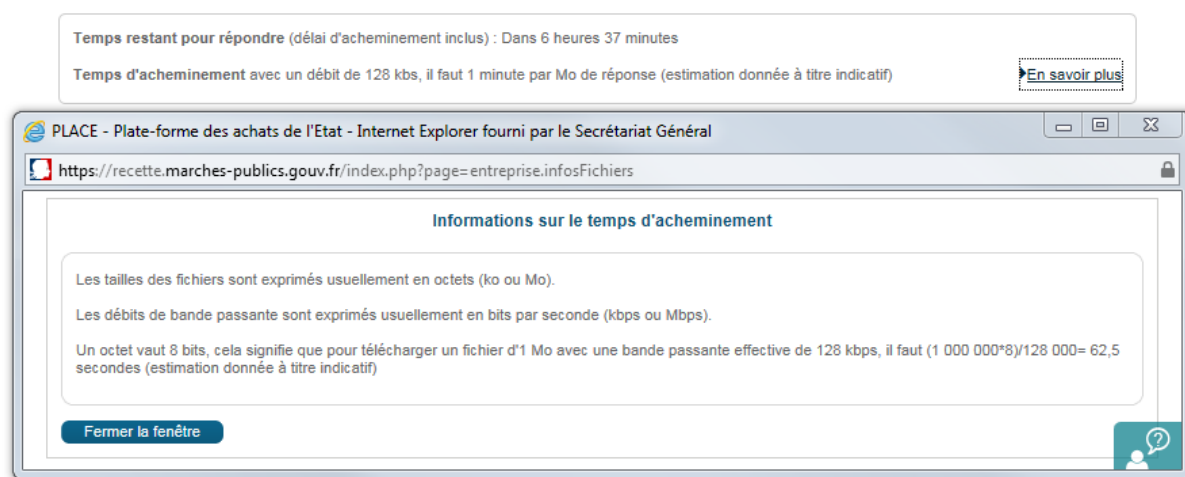 Temps restant pour répondre (délai d'acheminement inclus) : Dans 6 heures 37 minutes
Temps d'acheminement avec un débit de 128 kbs, il faut 1 minute par Mo de réponse (estimation donnée à titre indicatif) En savoir plus
PLACE - Plate-forme des achats de l'Etat - Internet Explorer fourni par le Secrétariat Général
https://recette.marches-publics.gouv.fr/index.php?page=entreprise.infosFichiers
Informations sur le temps d'acheminement
Les tailles des fichiers sont exprimés usuellement en octets (ko ou Mo).
Les débits de bande passante sont exprimés usuellement en bits par seconde (kbps ou Mbps).
Un octet vaut 8 bits, cela signifie que pour télécharger un fichier d'1 Mo avec une bande passante effective de 128 kbps, il faut (1 000 000*8)/128 000= 62,5
secondes (estimation donnée à titre indicatif)
Fermer la fenêtre